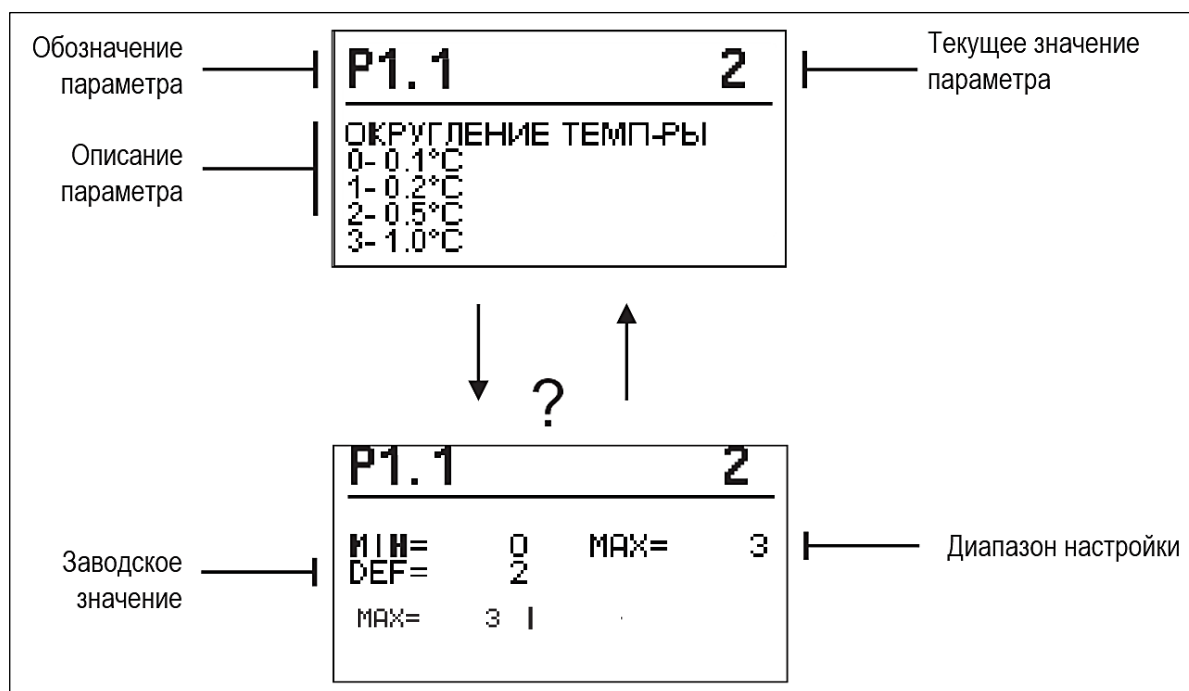 Обозначение
параметра
P1.1 2
Текущее значение
параметра
Описание
параметра
ОКРУГЛЕНИЕ ТЕМП-РЫ
0- 0.1°C
1- 0.2°C
2- 0.5°C
3- 1.0°C
?
P1.1 2
Заводское
значение
MIN= 0 MAX= 3
DEF= 2
MAX= 3
Диапазон настройки